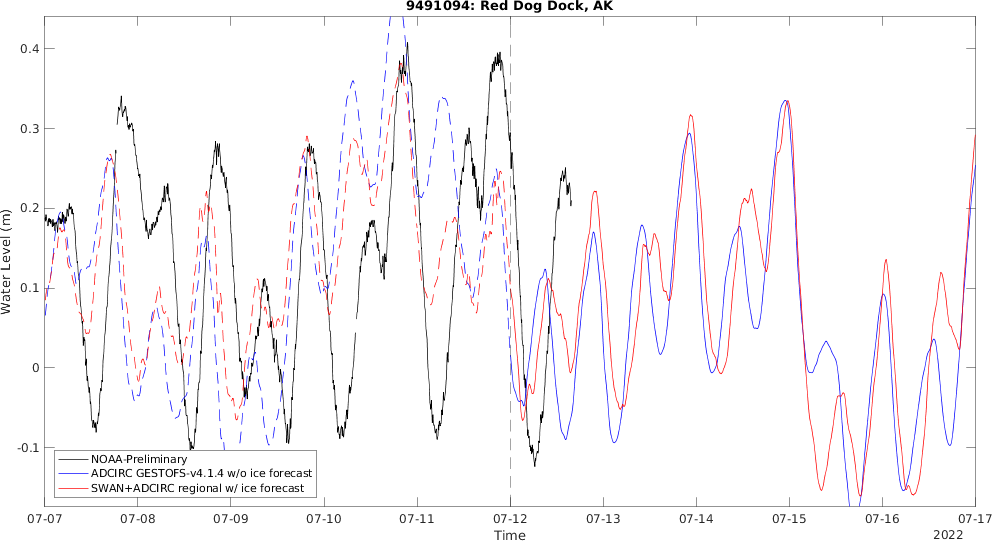 9491094: Red Dog Dock, AK
Water Level (m)
0.4
0.3
0.2
0.1
0
-0.1
NOAA-Preliminary
ADCIRC GESTOFS-v4.1.4 w/o ice forecast
SWAN+ADCIRC regional w/ ice forecast
07-07 07-08 07-09 07-10 07-11 07-12 07-13 07-14 07-15 07-16 07-17
Time
2022